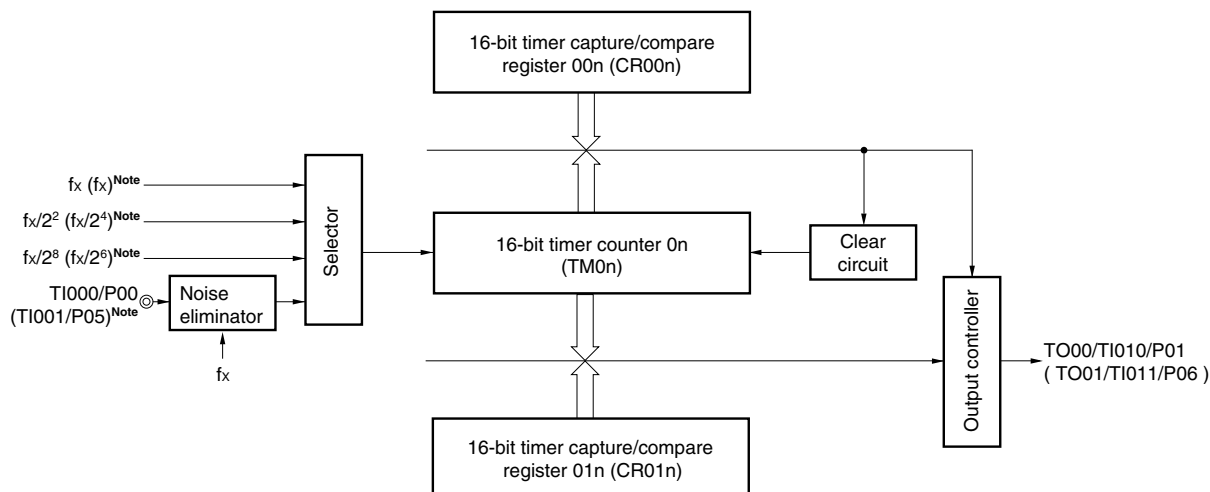 16-bit timer capture/compare
register 00n (CR00n)
fx (fx)Note
fx/2² (fx/2⁴)Note
fx/2⁸ (fx/2⁶)Note
TI000/P00
(TI001/P05)Note
Noise
eliminator
fx
Selector
16-bit timer counter 0n
(TM0n)
Clear
circuit
Output controller
TO00/TI010/P01
( TO01/TI011/P06 )
16-bit timer capture/compare
register 01n (CR01n)